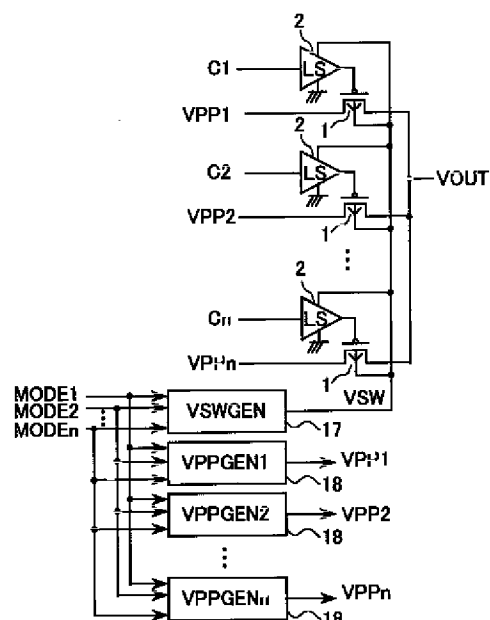 2
C1
LS
VPP1
1
2
C2
LS
VOUT
VPP2
1
2
Cn
LS
VPPn
1
VSW
MODE1
MODE2
MODEn
VSWGEN
17
VPPGEN1
VPP1
18
VPPGEN2
VPP2
18
VPPGENn
VPPn
18